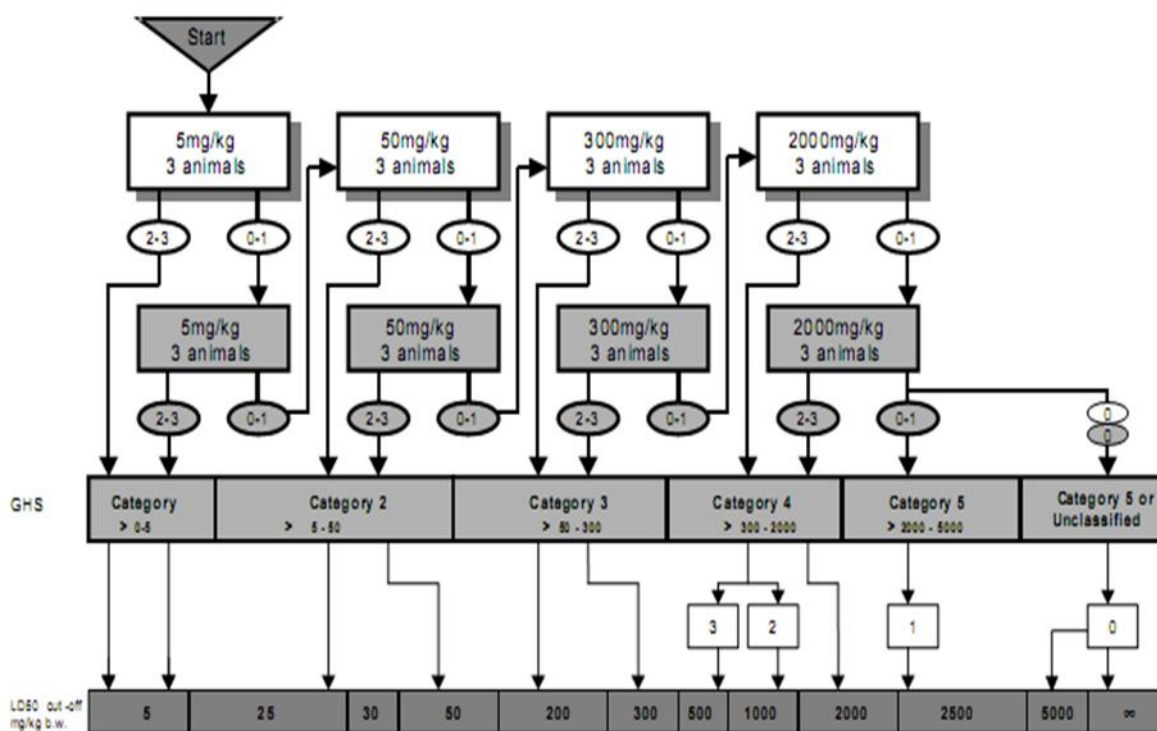 Start
5mg/kg
3 animals
50mg/kg
3 animals
300mg/kg
3 animals
2000mg/kg
3 animals
2-3
0-1
2-3
0-1
2-3
0-1
2-3
0-1
5mg/kg
3 animals
50mg/kg
3 animals
300mg/kg
3 animals
2000mg/kg
3 animals
2-3
0-1
2-3
0-1
2-3
0-1
2-3
0-1
0
0
GHS
Category
> 0-5
Category 2
> 5 - 50
Category 3
> 50 - 300
Category 4
> 300 - 2000
Category 5
> 2000 - 5000
Category 5 or
Unclassified
3
2
1
0
LD50 cut-off
mg/kg b.w.
5
25
30
50
200
300
500
1000
2000
2500
5000
∞